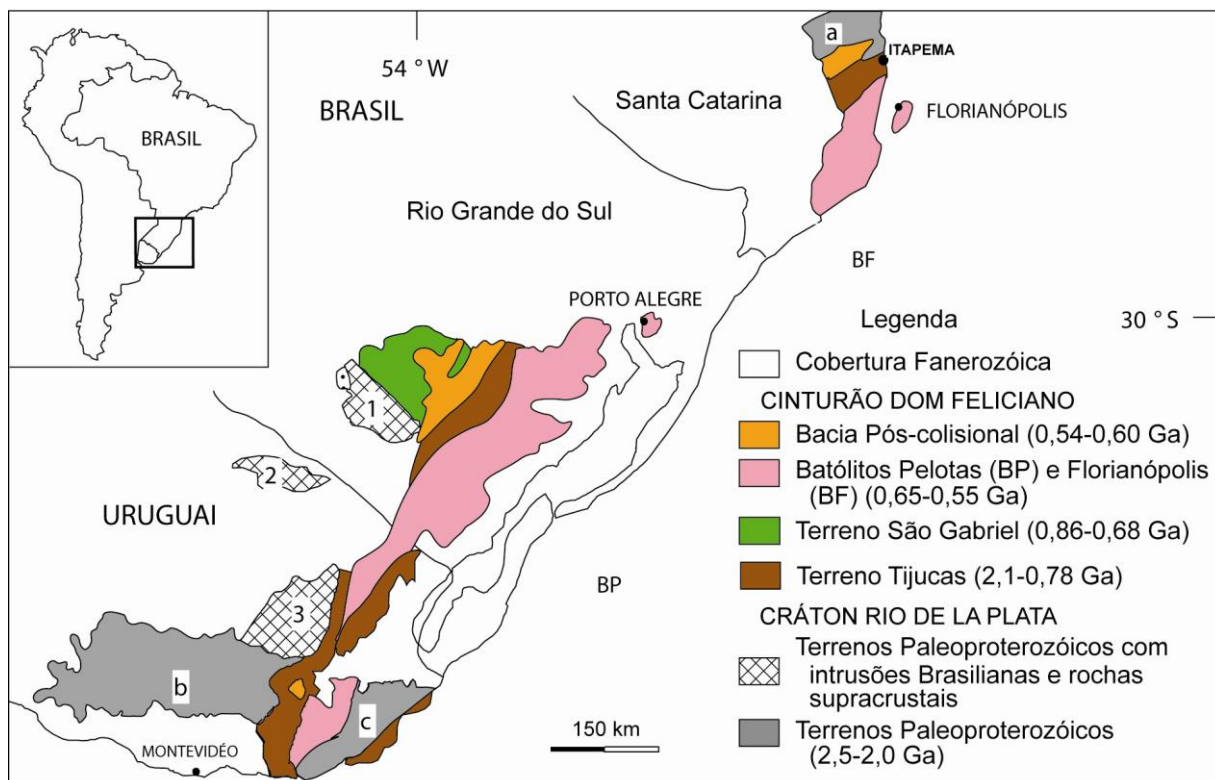 BRASIL
54 ° W
BRASIL
Santa Catarina
a
ITAPEMA
FLORIANÓPOLIS
Rio Grande do Sul
BF
PORTO ALEGRE
30 ° S
1
2
URUGUAI
BP
3
b
c
MONTEVIDÉO
150 km
Legenda
Cobertura Fanerozóica
CINTURÃO DOM FELICIANO
Bacia Pós-colisional (0,54-0,60 Ga)
Batólitos Pelotas (BP) e Florianópolis
(BF) (0,65-0,55 Ga)
Terreno São Gabriel (0,86-0,68 Ga)
Terreno Tijucas (2,1-0,78 Ga)
CRÁTON RIO DE LA PLATA
Terrenos Paleoproterozóicos com
intrusões Brasilianas e rochas
supracrustais
Terrenos Paleoproterozóicos
(2,5-2,0 Ga)